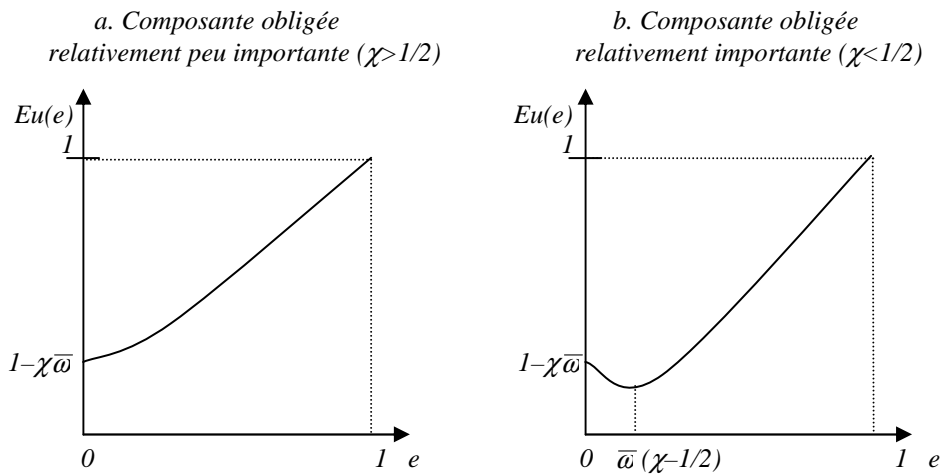 a. Composante obligée
relativement peu importante (χ>1/2)
Eu(e)
1
1–χω̅
0
1
e
b. Composante obligée
relativement importante (χ<1/2)
Eu(e)
1
1–χω̅
0
ω̅ (χ–1/2)
1
e